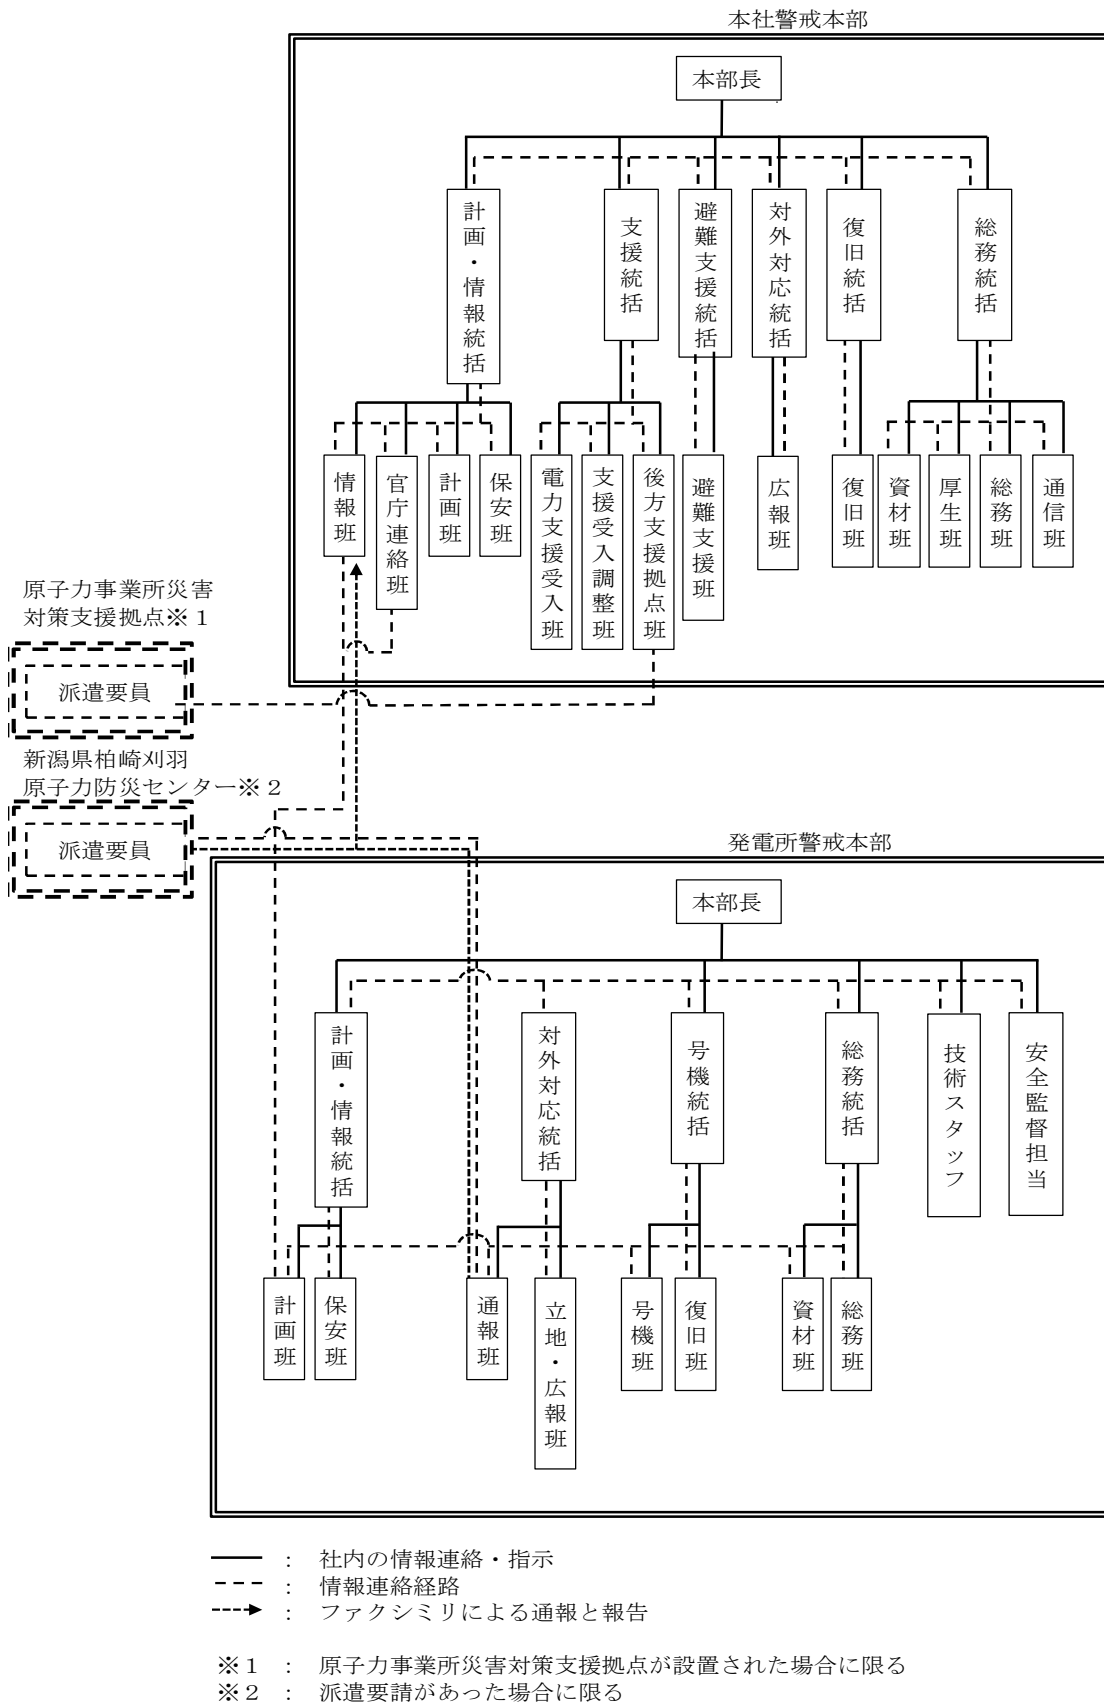 本社警戒本部
本部長
計画・情報統括
支援統括
避難支援統括
対外対応統括
復旧統括
総務統括
情報班
官庁連絡班
計画班
保安班
電力支援受入班
支援受入調整班
後方支援拠点班
避難支援班
広報班
復旧班
資材班
厚生班
総務班
通信班
原子力事業所災害
対策支援拠点※1
派遣要員
新潟県柏崎刈羽
原子力防災センター※2
派遣要員
発電所警戒本部
本部長
計画・情報統括
対外対応統括
号機統括
総務統括
技術スタッフ
安全監督担当
計画班
保安班
通報班
立地・広報班
号機班
復旧班
資材班
総務班
： 社内の情報連絡・指示
： 情報連絡経路
： ファクシミリによる通報と報告
※1 ： 原子力事業所災害対策支援拠点が設置された場合に限る
※2 ： 派遣要請があった場合に限る